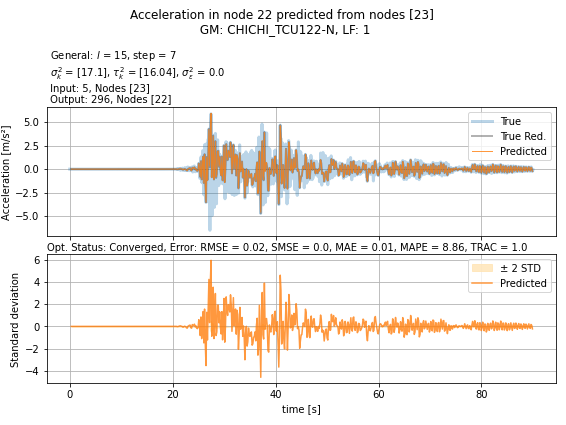 Acceleration in node 22 predicted from nodes [23]
GM: CHICHI_TCU122-N, LF: 1
General: l = 15, step = 7
σ²ₖ = [17.1], τ²ₖ = [16.04], σ²ε = 0.0
Input: 5, Nodes [23]
Output: 296, Nodes [22]
Acceleration [m/s²]
5.0
2.5
0.0
−2.5
−5.0
True
True Red.
Predicted
Opt. Status: Converged, Error: RMSE = 0.02, SMSE = 0.0, MAE = 0.01, MAPE = 8.86, TRAC = 1.0
Standard deviation
6
4
2
0
−2
−4
± 2 STD
Predicted
0
20
40
60
80
time [s]